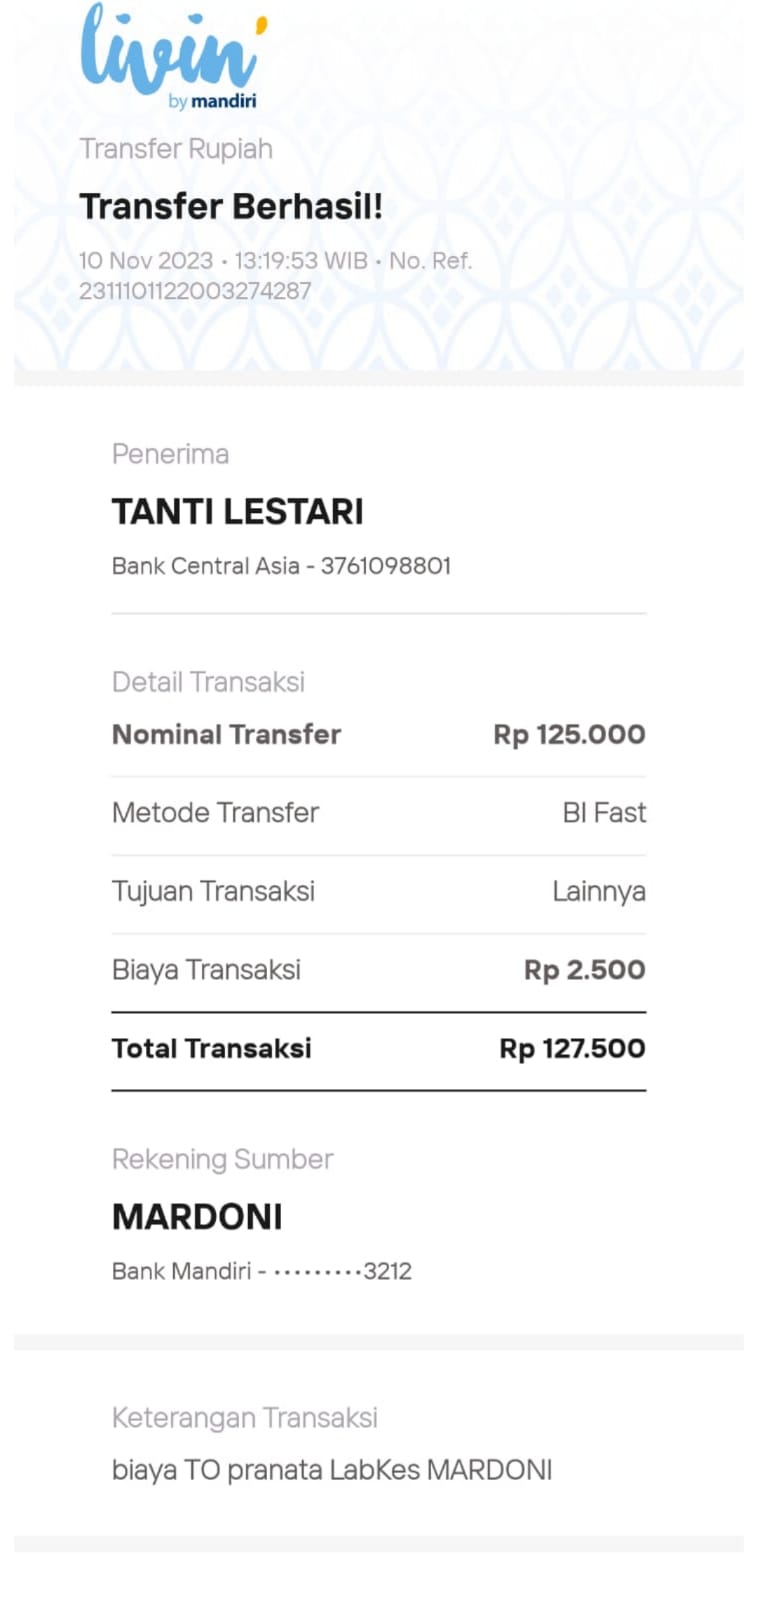 livin'
by mandiri
Transfer Rupiah
Transfer Berhasil!
10 Nov 2023 • 13:19:53 WIB • No. Ref.
2311101122003274287
Penerima
TANTI LESTARI
Bank Central Asia - 3761098801
Detail Transaksi
Nominal Transfer Rp 125.000
Metode Transfer BI Fast
Tujuan Transaksi Lainnya
Biaya Transaksi Rp 2.500
Total Transaksi Rp 127.500
Rekening Sumber
MARDONI
Bank Mandiri - •••••••••3212
Keterangan Transaksi
biaya TO pranata LabKes MARDONI